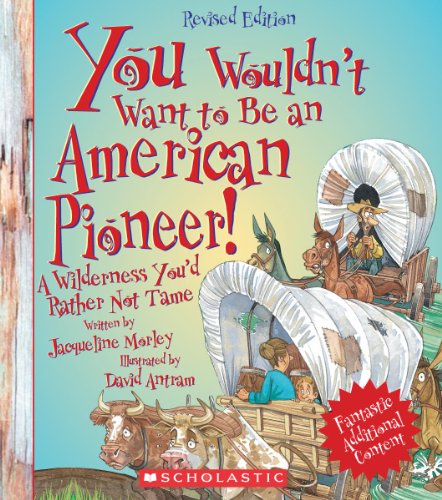 Revised Edition
You Wouldn't
Want to Be an
American
Pioneer!
A Wilderness You'd
Rather Not Tame
Written by
Jacqueline Morley
Illustrated by
David Antram
Fantastic
Additional
Content
SCHOLASTIC